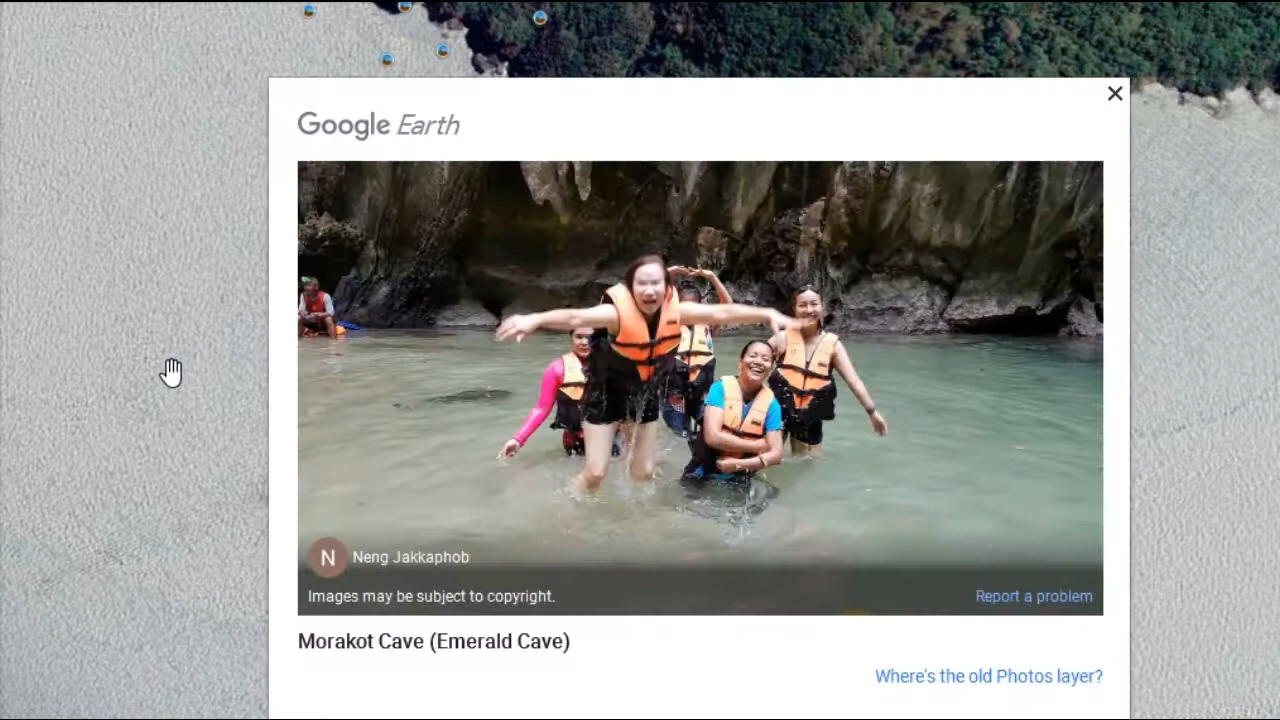 Google Earth
N Neng Jakkaphob
Images may be subject to copyright.
Report a problem
Morakot Cave (Emerald Cave)
Where's the old Photos layer?